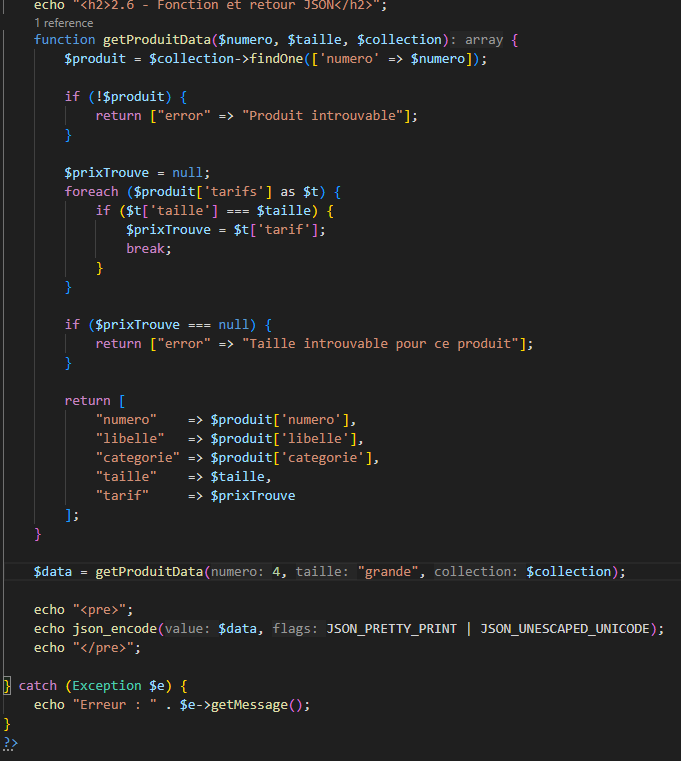 echo "<h2>2.6 - Fonction et retour JSON</h2>";
1 reference
function getProduitData($numero, $taille, $collection): array {
$produit = $collection->findOne(['numero' => $numero]);
if (!$produit) {
return ["error" => "Produit introuvable"];
}
$prixTrouve = null;
foreach ($produit['tarifs'] as $t) {
if ($t['taille'] === $taille) {
$prixTrouve = $t['tarif'];
break;
}
}
if ($prixTrouve === null) {
return ["error" => "Taille introuvable pour ce produit"];
}
return [
"numero" => $produit['numero'],
"libelle" => $produit['libelle'],
"categorie" => $produit['categorie'],
"taille" => $taille,
"tarif" => $prixTrouve
];
}
$data = getProduitData(numero: 4, taille: "grande", collection: $collection);
echo "<pre>";
echo json_encode(value: $data, flags: JSON_PRETTY_PRINT | JSON_UNESCAPED_UNICODE);
echo "</pre>";
} catch (Exception $e) {
echo "Erreur : " . $e->getMessage();
}
?>